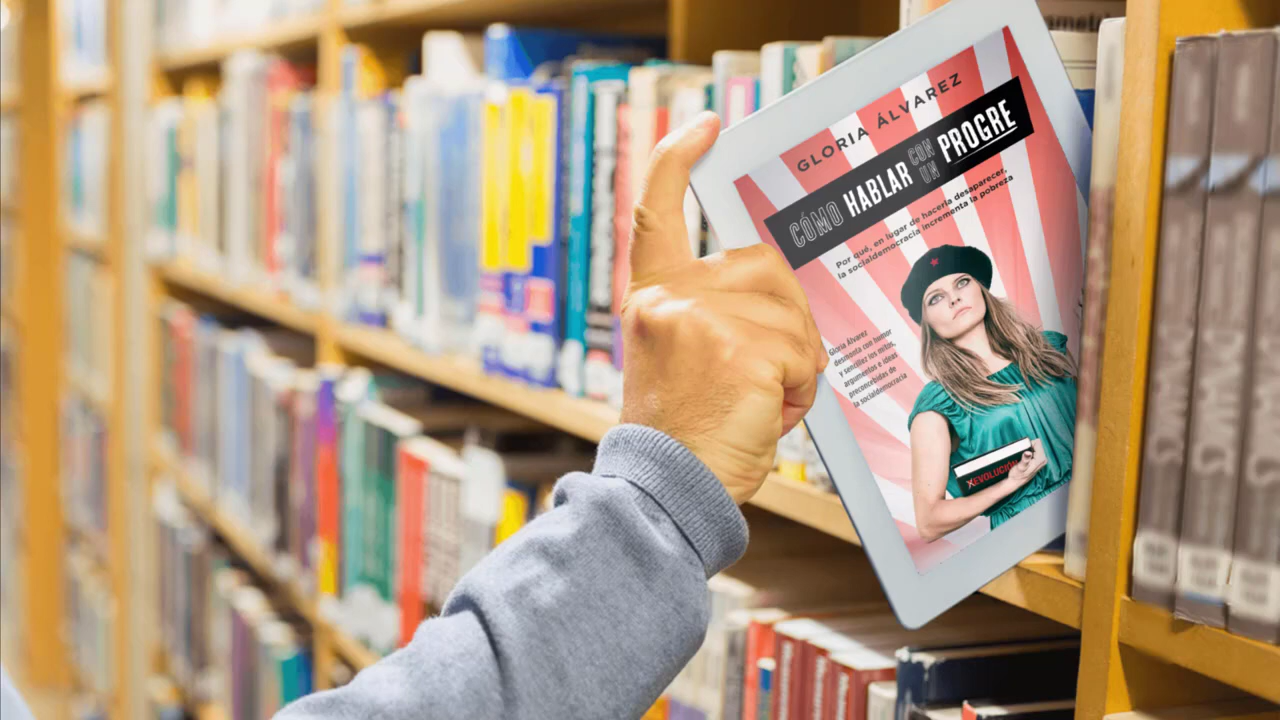 GLORIA ÁLVAREZ
CÓMO HABLAR CON UN PROGRE
Por qué, en lugar de hacerla desaparecer,
la socialdemocracia incrementa la pobreza
Gloria Álvarez
desmonta con humor
y sencillez los mitos,
argumentos e ideas
preconcebidas de
la socialdemocracia
XEVOLUCIÓN